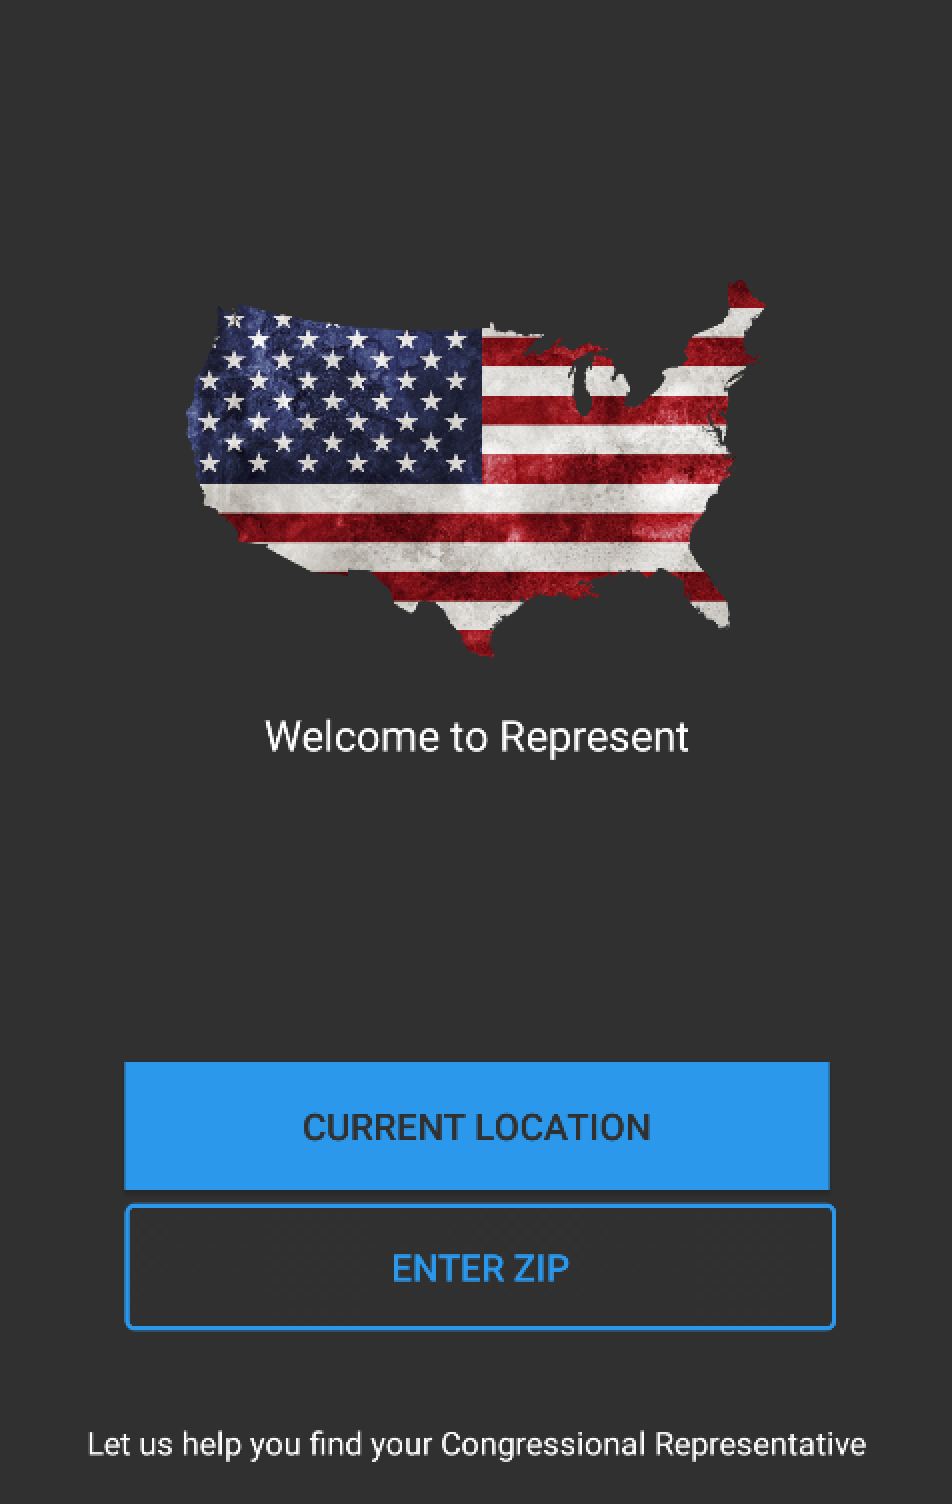 Welcome to Represent
CURRENT LOCATION
ENTER ZIP
Let us help you find your Congressional Representative